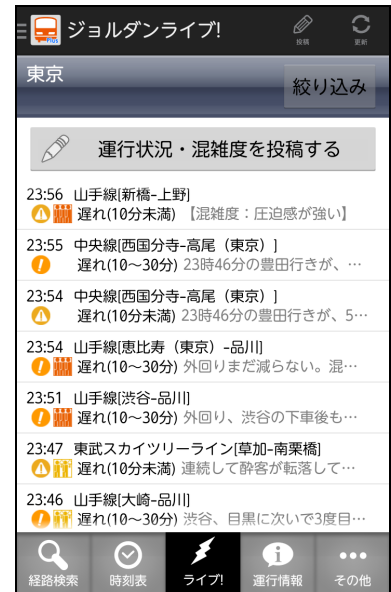 ジョルダンライブ!
投稿
更新
東京
絞り込み
運行状況・混雑度を投稿する
23:56 山手線[新橋-上野]
遅れ(10分未満) 【混雑度：圧迫感が強い】
23:55 中央線[西国分寺-高尾（東京）]
遅れ(10～30分) 23時46分の豊田行きが、…
23:54 中央線[西国分寺-高尾（東京）]
遅れ(10分未満) 23時46分の豊田行きが、5…
23:54 山手線[恵比寿（東京）-品川]
遅れ(10～30分) 外回りまだ減らない。混…
23:51 山手線[渋谷-品川]
遅れ(10～30分) 外回り、渋谷の下車後も…
23:47 東武スカイツリーライン[草加-南栗橋]
遅れ(10分未満) 連続して酔客が転落して…
23:46 山手線[大崎-品川]
遅れ(10～30分) 渋谷、目黒に次いで3度目…
経路検索
時刻表
ライブ!
運行情報
その他